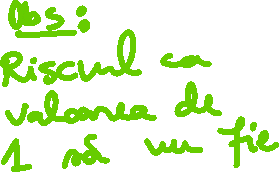 Obs:
Riscul ca
valoarea de
1 să nu fie